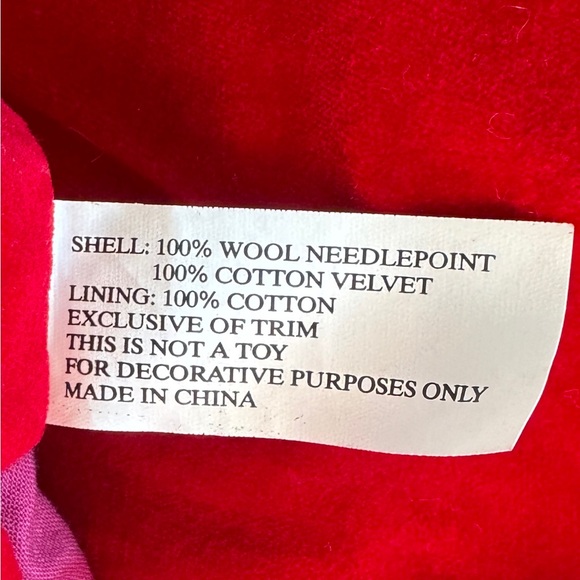 SHELL: 100% WOOL NEEDLEPOINT
100% COTTON VELVET
LINING: 100% COTTON
EXCLUSIVE OF TRIM
THIS IS NOT A TOY
FOR DECORATIVE PURPOSES ONLY
MADE IN CHINA